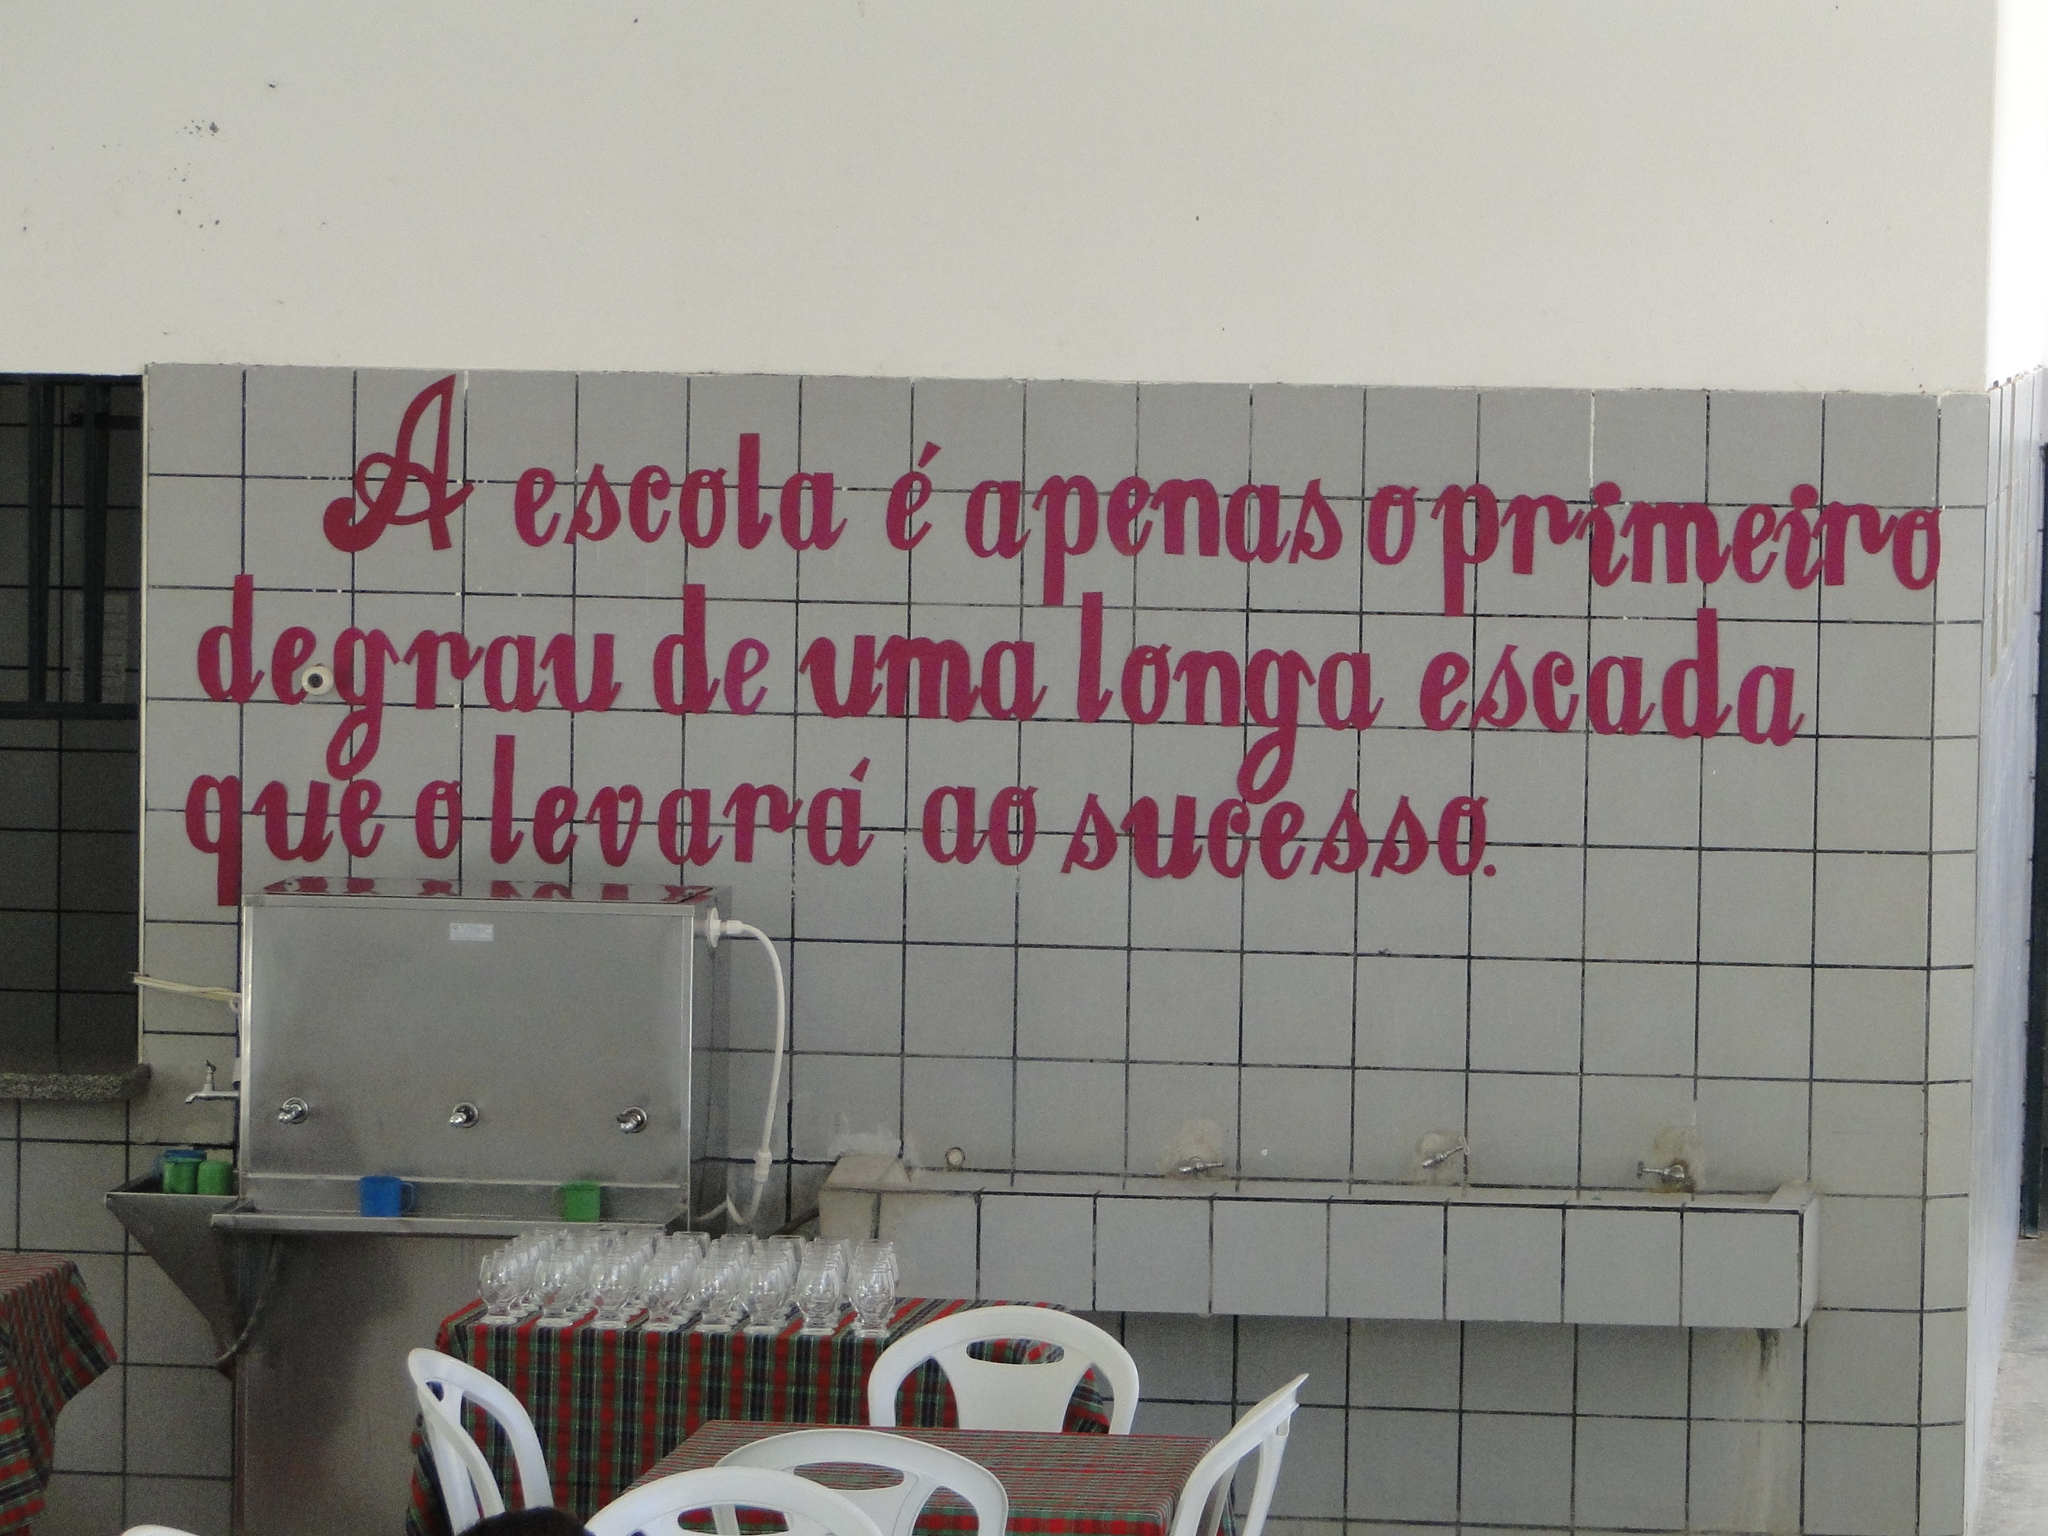 A escola é apenas o primeiro
degrau de uma longa escada
que o levará ao sucesso.